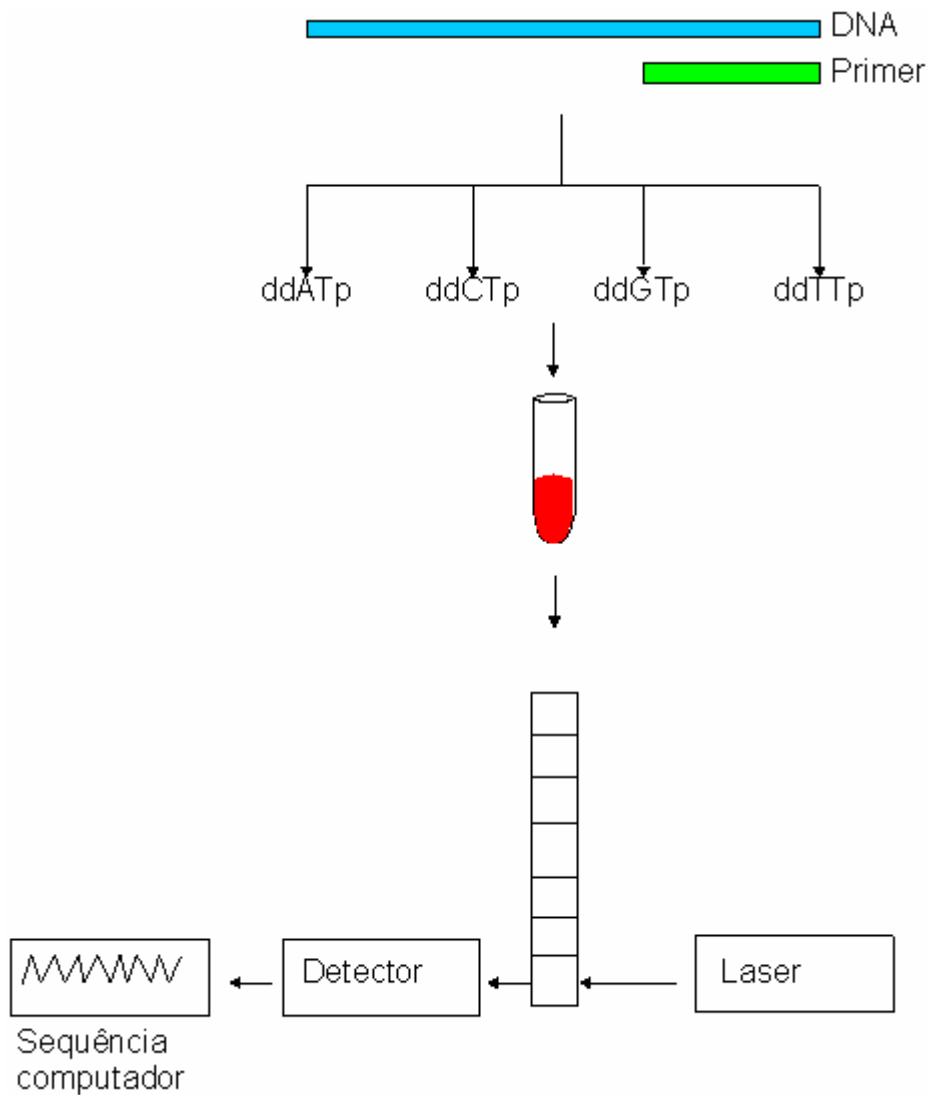 DNA
Primer
ddATp
ddCTp
ddGTp
ddTTp
Detector
Laser
Sequência
computador